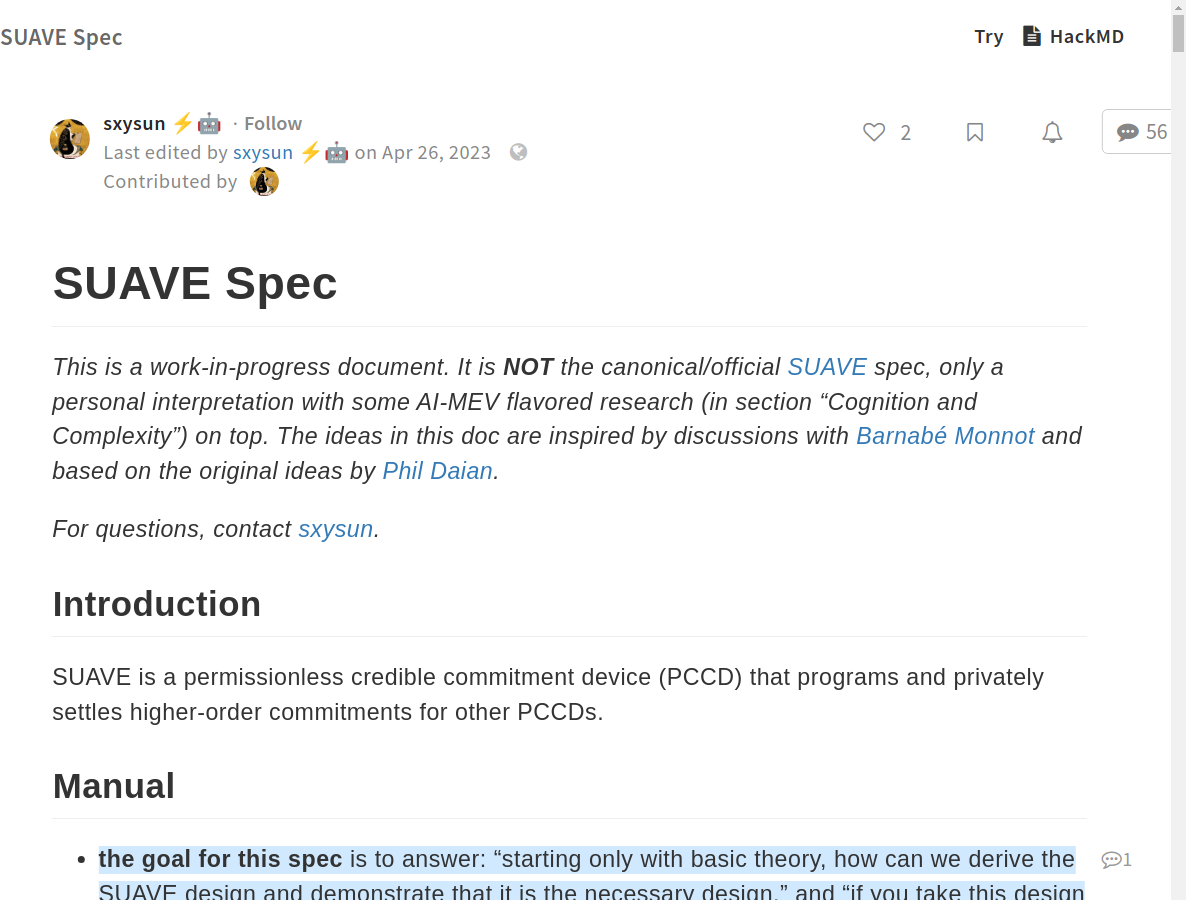 SUAVE Spec
Try HackMD
sxysun ⚡🤖 · Follow
2
56
Last edited by sxysun ⚡🤖 on Apr 26, 2023
Contributed by
SUAVE Spec
This is a work-in-progress document. It is NOT the canonical/official SUAVE spec, only a
personal interpretation with some AI-MEV flavored research (in section “Cognition and
Complexity”) on top. The ideas in this doc are inspired by discussions with Barnabé Monnot and
based on the original ideas by Phil Daian.
For questions, contact sxysun.
Introduction
SUAVE is a permissionless credible commitment device (PCCD) that programs and privately
settles higher-order commitments for other PCCDs.
Manual
• the goal for this spec is to answer: “starting only with basic theory, how can we derive the
1
SUAVE design and demonstrate that it is the necessary design.” and “if you take this design